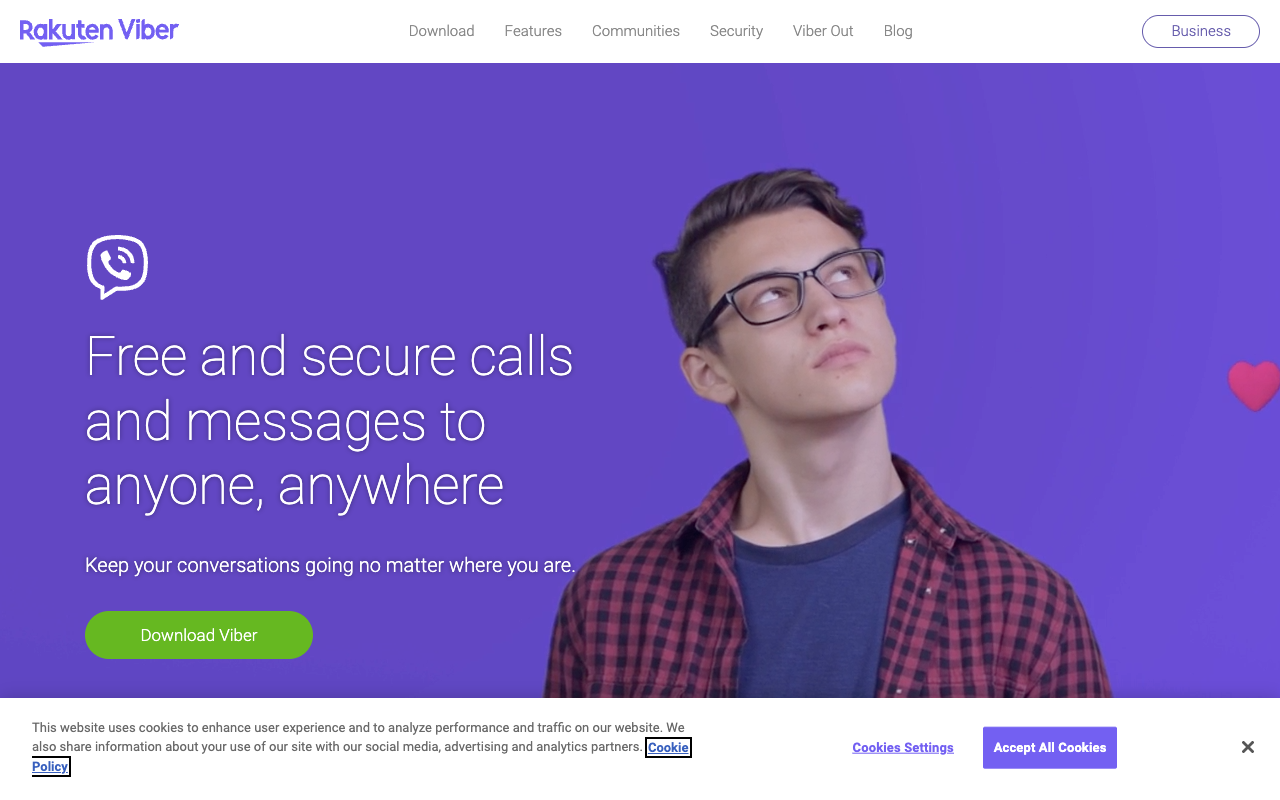 Rakuten Viber
Download
Features
Communities
Security
Viber Out
Blog
Business
Free and secure calls
and messages to
anyone, anywhere
Keep your conversations going no matter where you are.
Download Viber
This website uses cookies to enhance user experience and to analyze performance and traffic on our website. We
also share information about your use of our site with our social media, advertising and analytics partners. Cookie
Policy
Cookies Settings
Accept All Cookies